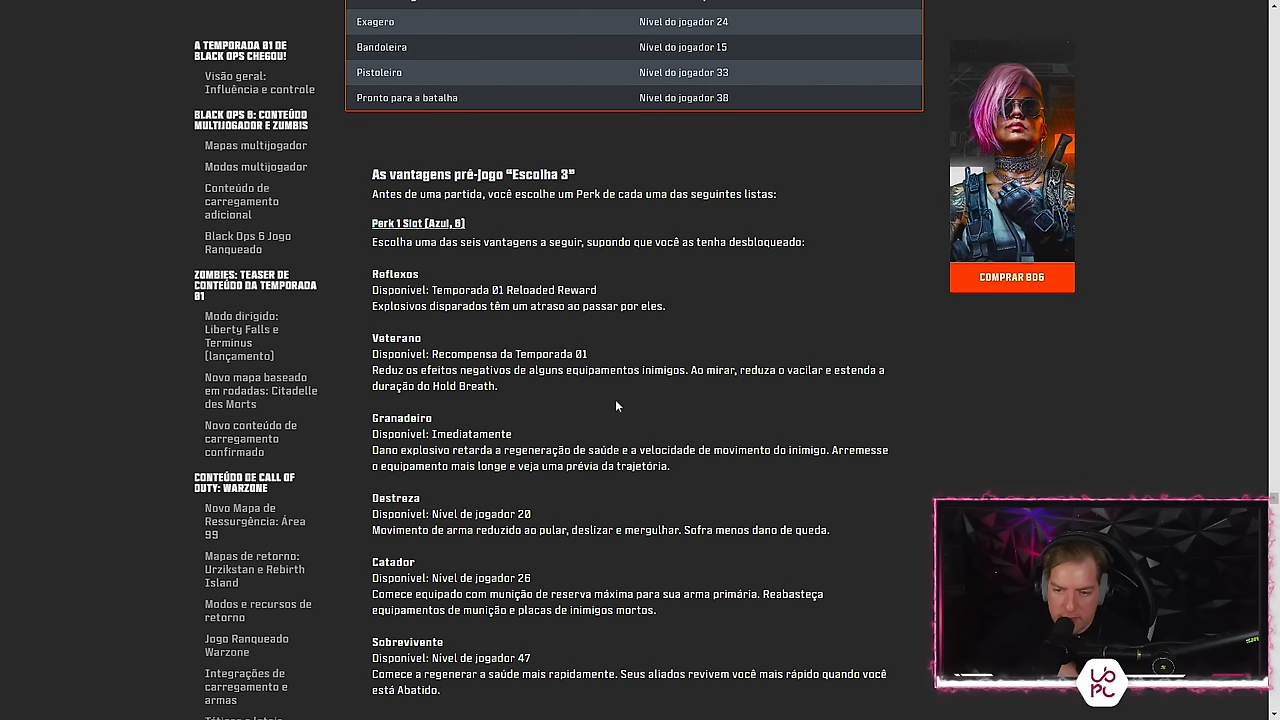 Exagero
Nível do jogador 24
Bandoleira
Nível do jogador 15
Pistoleiro
Nível do jogador 33
Pronto para a batalha
Nível do jogador 38
A TEMPORADA 01 DE
BLACK OPS CHEGOU!
Visão geral:
Influência e controle
BLACK OPS 6: CONTEÚDO
MULTIJOGADOR E ZUMBIS
Mapas multijogador
Modos multijogador
Conteúdo de
carregamento
adicional
Black Ops 6 Jogo
Ranqueado
ZOMBIES: TEASER DE
CONTEÚDO DA TEMPORADA
01
Modo dirigido:
Liberty Falls e
Terminus
(lançamento)
Novo mapa baseado
em rodadas: Citadelle
des Morts
Novo conteúdo de
carregamento
confirmado
CONTEÚDO DE CALL OF
DUTY: WARZONE
Novo Mapa de
Ressurgência: Área
99
Mapas de retorno:
Urzikstan e Rebirth
Island
Modos e recursos de
retorno
Jogo Ranqueado
Warzone
Integrações de
carregamento e
armas
As vantagens pré-jogo “Escolha 3”
Antes de uma partida, você escolhe um Perk de cada uma das seguintes listas:
Perk 1 Slot (Azul, 6)
Escolha uma das seis vantagens a seguir, supondo que você as tenha desbloqueado:
Reflexos
Disponível: Temporada 01 Reloaded Reward
Explosivos disparados têm um atraso ao passar por eles.
Veterano
Disponível: Recompensa da Temporada 01
Reduz os efeitos negativos de alguns equipamentos inimigos. Ao mirar, reduza o vacilar e estenda a
duração do Hold Breath.
Granadeiro
Disponível: Imediatamente
Dano explosivo retarda a regeneração de saúde e a velocidade de movimento do inimigo. Arremesse
o equipamento mais longe e veja uma prévia da trajetória.
Destreza
Disponível: Nível de jogador 20
Movimento de arma reduzido ao pular, deslizar e mergulhar. Sofra menos dano de queda.
Catador
Disponível: Nível de jogador 26
Comece equipado com munição de reserva máxima para sua arma primária. Reabasteça
equipamentos de munição e placas de inimigos mortos.
Sobrevivente
Disponível: Nível de jogador 47
a regenerar a saúde mais rapidamente. Seus aliados revivem você mais rápido quando você
está Abatido.
COMPRAR BO6